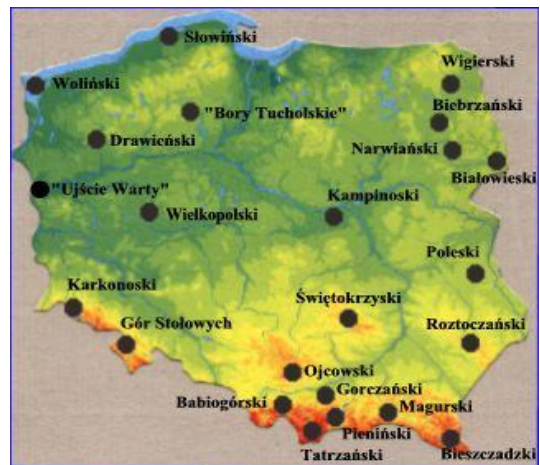 Słowiński
Wigierski
Woliński
"Bory Tucholskie"
Biebrzański
Drawieński
Narwiański
Białowieski
"Ujście Warty"
Wielkopolski
Kampinoski
Poleski
Karkonoski
Świętokrzyski
Gór Stołowych
Roztoczański
Ojcowski
Gorczański
Babiogórski
Magurski
Pieniński
Tatrzański
Bieszczadzki